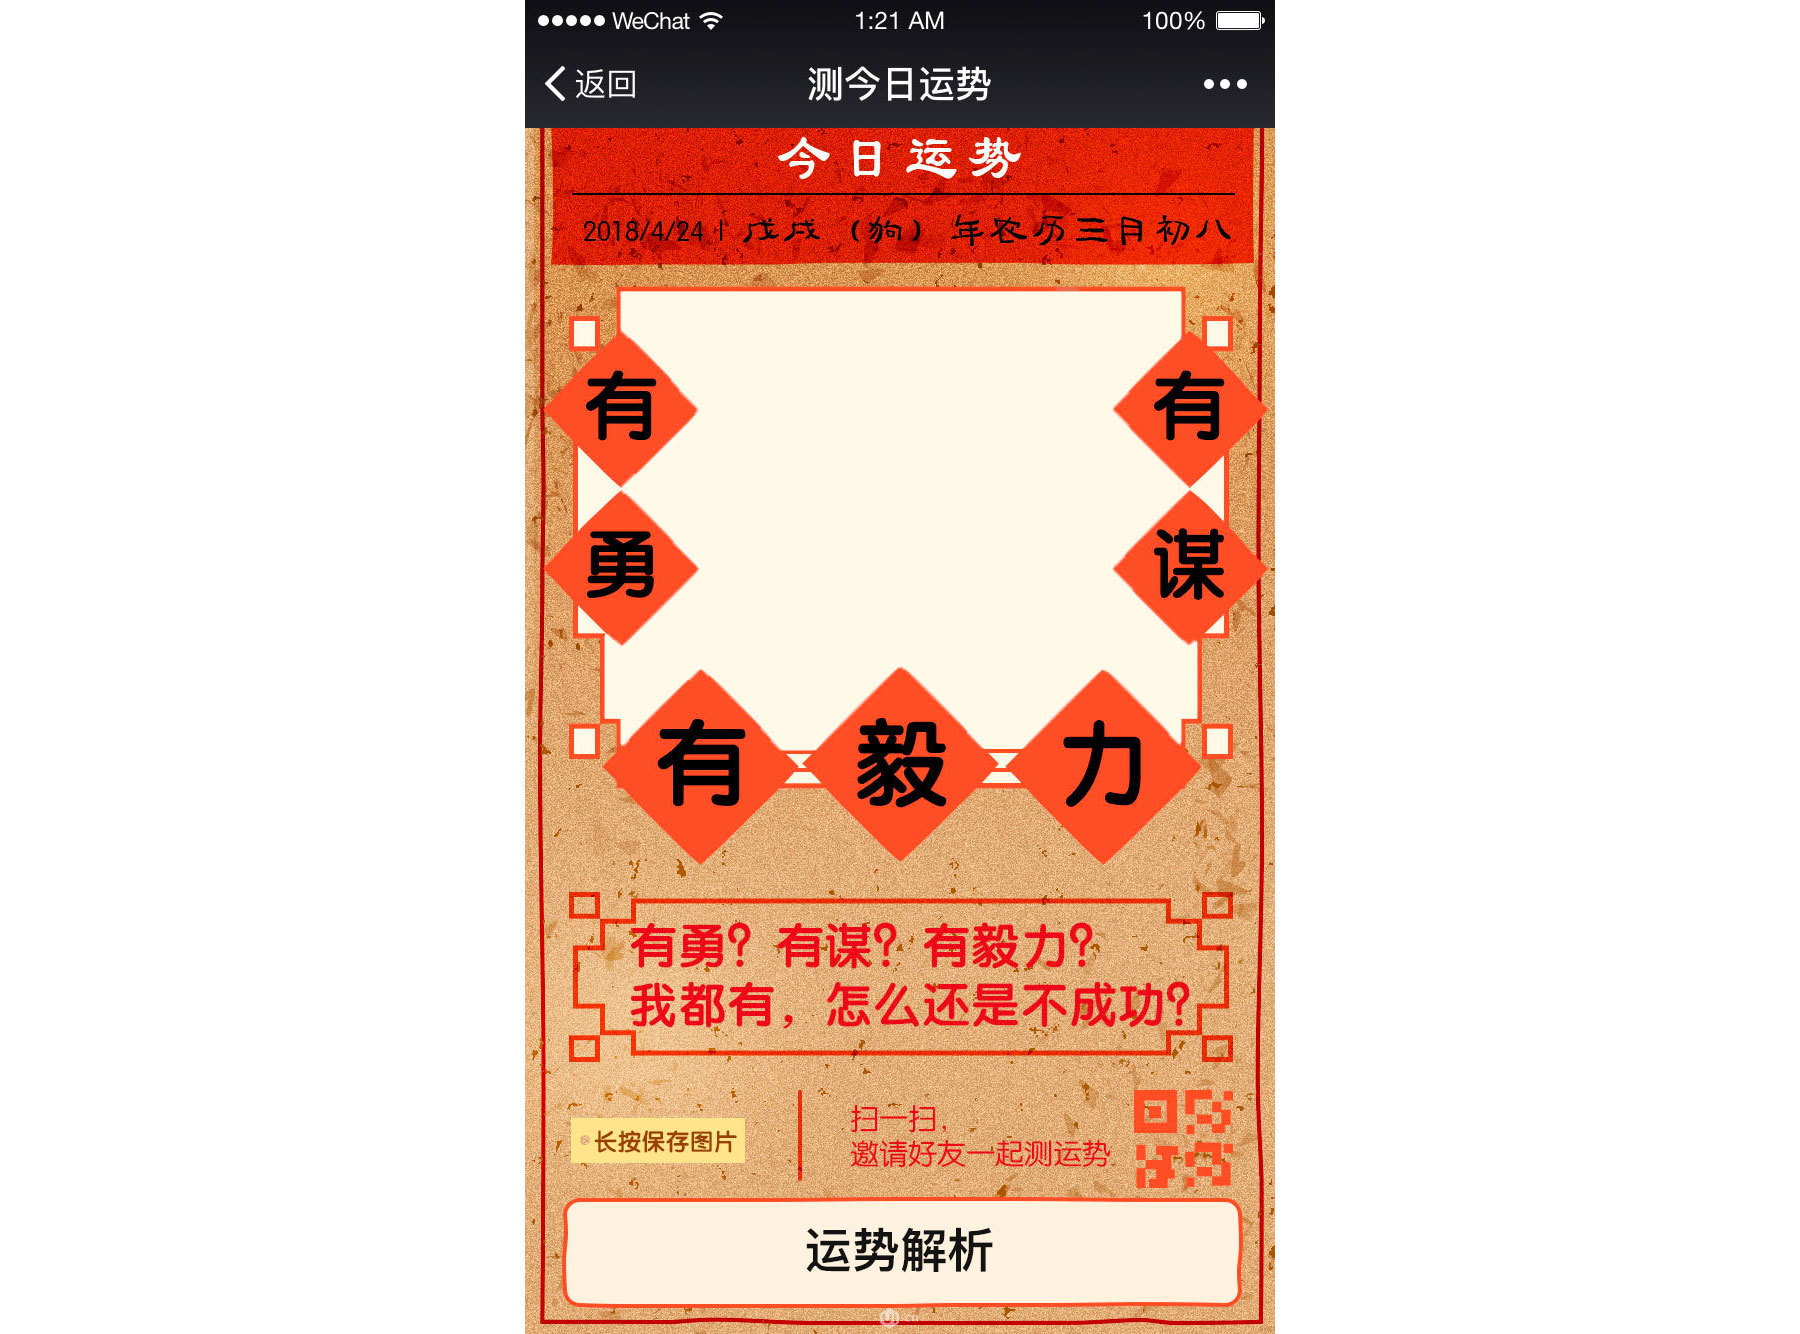 WeChat 1:21 AM 100%
返回 测今日运势
今日运势
2018/4/24 | 戊戌（狗）年农历三月初八
有 有
勇 谋
有 毅 力
有勇？有谋？有毅力？
我都有，怎么还是不成功？
长按保存图片
扫一扫，
邀请好友一起测运势
运势解析